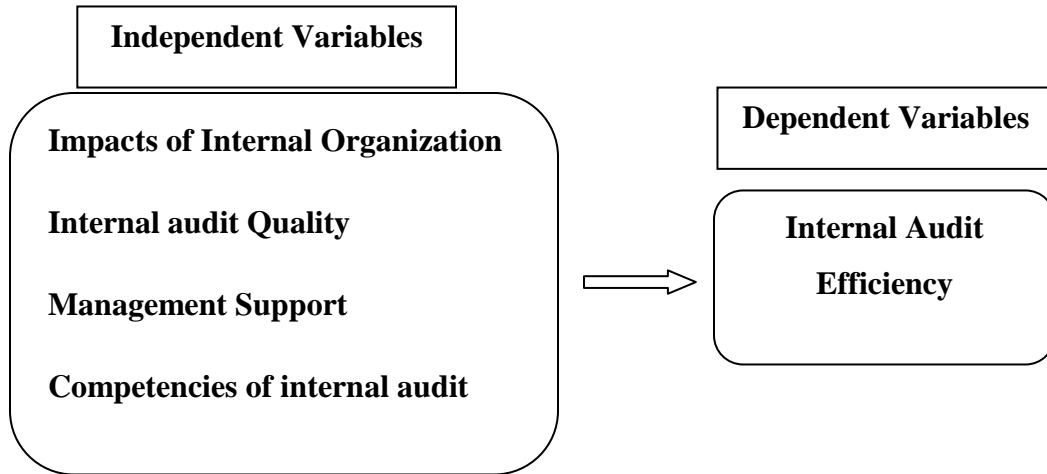 Independent Variables
Impacts of Internal Organization
Internal audit Quality
Management Support
Competencies of internal audit
Dependent Variables
Internal Audit
Efficiency